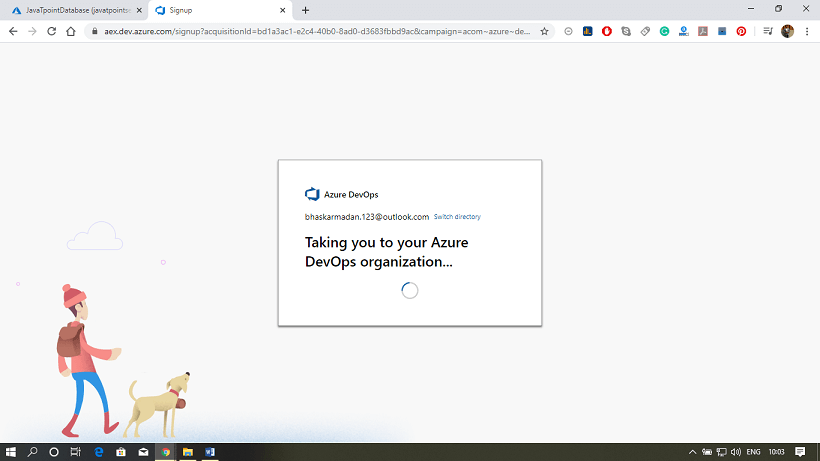 JavaTpointDatabase (javatpoints
Signup
aex.dev.azure.com/signup?acquisitionId=bd1a3ac1-e2c4-40b0-8ad0-d3683fbbd9ac&campaign=acom~azure~de...
Azure DevOps
bhaskarmadan.123@outlook.com Switch directory
Taking you to your Azure
DevOps organization...
ENG 10:03